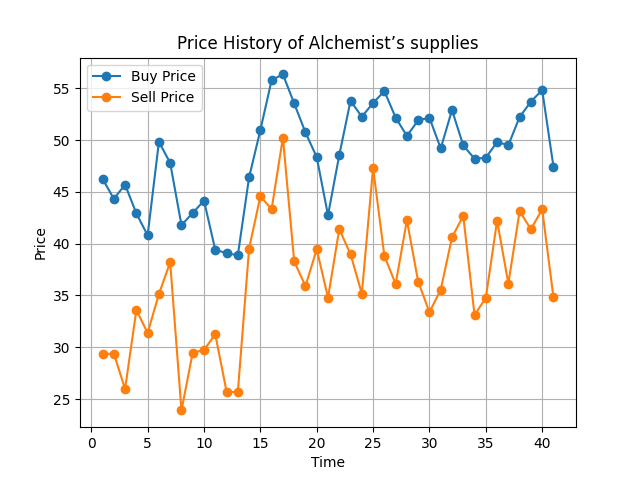 Price History of Alchemist’s supplies
Buy Price
Sell Price
55
50
45
40
35
30
25
Price
0 5 10 15 20 25 30 35 40
Time